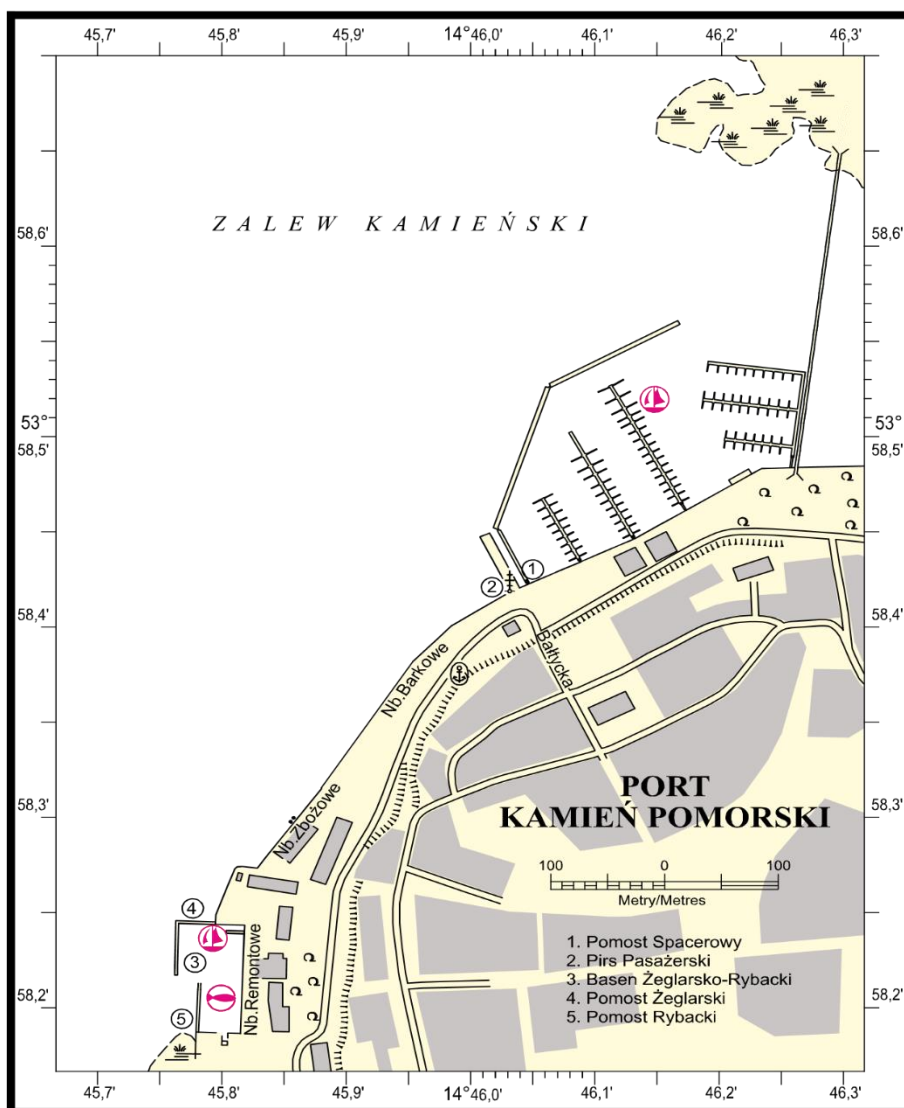 45,7' 45,8' 45,9' 14° 46,0' 46,1' 46,2' 46,3'
ZALEW KAMIEŃSKI
58,6' 58,6'
53° 53°
58,5' 58,5'
1
2
58,4' 58,4'
Bałtycka
Nb.Barkowe
PORT
KAMIEŃ POMORSKI
58,3' 58,3'
Nb.Zbożowe
100 0 100
Metry/Metres
4
3
Nb.Remontowe
5
1. Pomost Spacerowy
2. Pirs Pasażerski
3. Basen Żeglarsko-Rybacki
4. Pomost Żeglarski
5. Pomost Rybacki
58,2' 58,2'
45,7' 45,8' 45,9' 14° 46,0' 46,1' 46,2' 46,3'